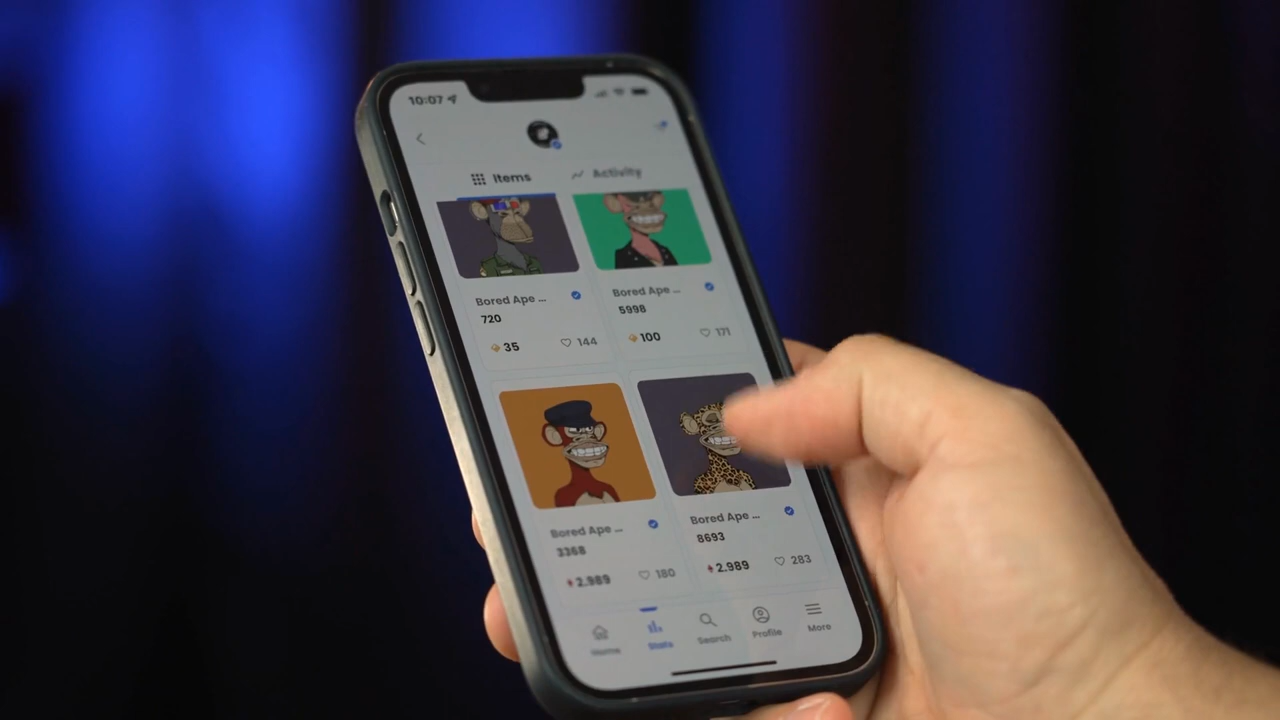 10:07
Items
Activity
Bored Ape ...
720
35
144
Bored Ape ...
5998
100
171
Bored Ape ...
3368
2.989
180
Bored Ape ...
8693
2.989
283
Home
Stats
Search
Profile
More